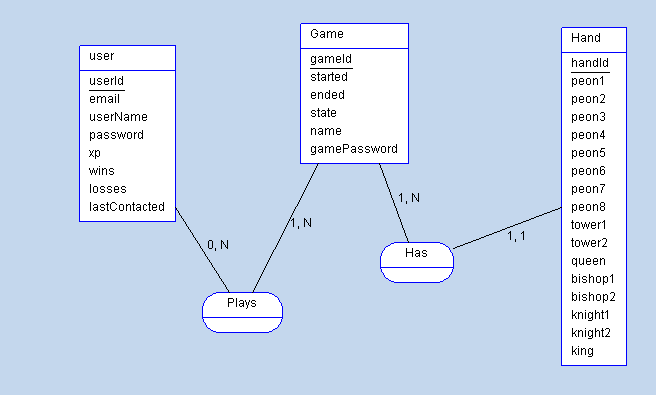 user
userId
email
userName
password
xp
wins
losses
lastContacted
Game
gameId
started
ended
state
name
gamePassword
Hand
handId
peon1
peon2
peon3
peon4
peon5
peon6
peon7
peon8
tower1
tower2
queen
bishop1
bishop2
knight1
knight2
king
0, N
1, N
1, N
1, 1
Plays
Has